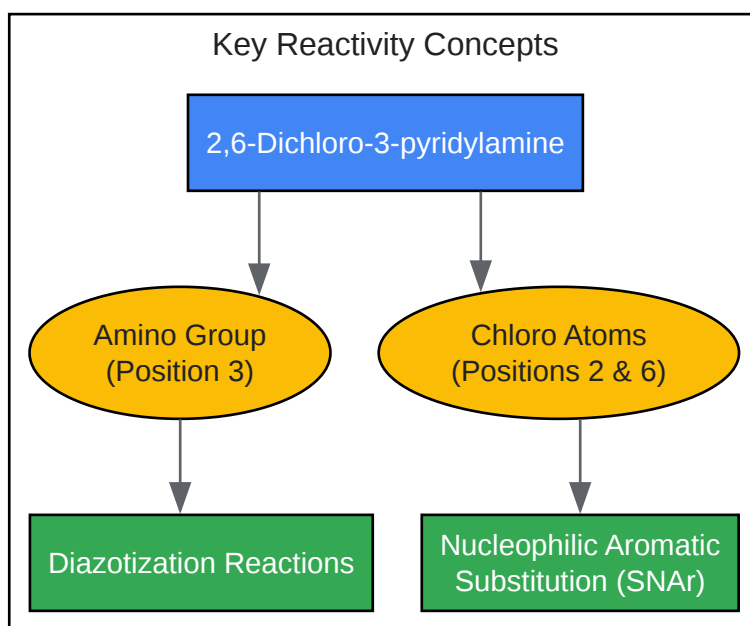 Key Reactivity Concepts
2,6-Dichloro-3-pyridylamine
Amino Group
(Position 3)
Chloro Atoms
(Positions 2 & 6)
Diazotization Reactions
Nucleophilic Aromatic
Substitution (SNAr)